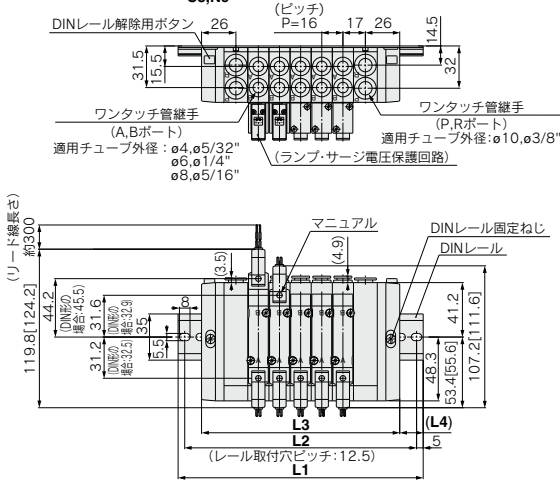 (ピッチ)
P=16
17
26
26
DINレール解除用ボタン
14.5
31.5
15.5
32
ワンタッチ管継手
(A,Bポート)
適用チューブ外径：ø4,ø5/32"
ø6,ø1/4"
ø8,ø5/16"
ワンタッチ管継手
(P,Rポート)
適用チューブ外径：ø10,ø3/8"
(ランプ・サージ電圧保護回路)
(リード線長さ)
約300
マニュアル
DINレール固定ねじ
DINレール
(3.5)
(4.9)
119.8[124.2]
44.2
(DIN形の
場合:45.5)
31.6
(DIN形の
場合:32.9)
8
35
5.5
31.2
(DIN形の
場合:32.5)
41.2
48.3
53.4[55.6]
107.2[111.6]
L3
(L4)
L2
5
(レール取付穴ピッチ:12.5)
L1